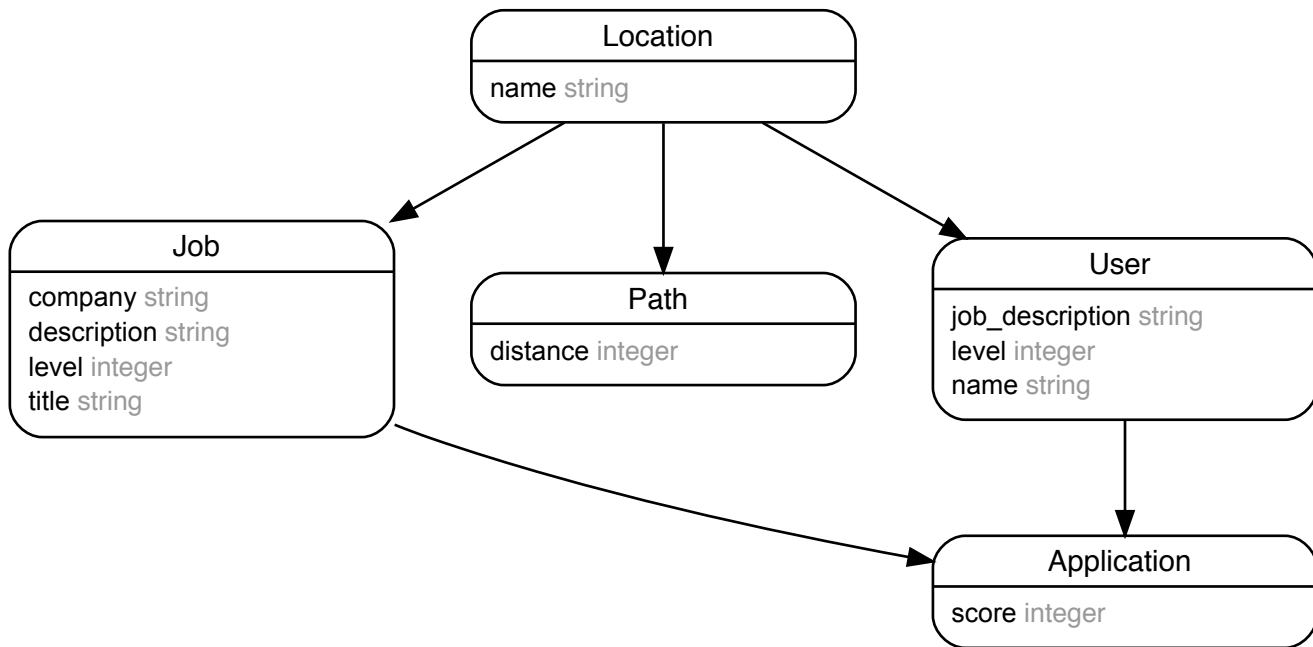 Location
name string
Job
company string
description string
level integer
title string
Path
distance integer
User
job_description string
level integer
name string
Application
score integer